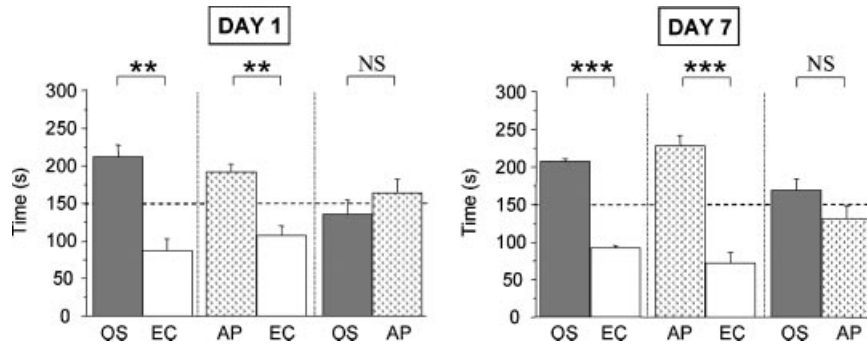 DAY 1
** ** NS
300
250
200
150
100
50
0
Time (s)
OS EC AP EC OS AP
DAY 7
*** *** NS
300
250
200
150
100
50
0
Time (s)
OS EC AP EC OS AP